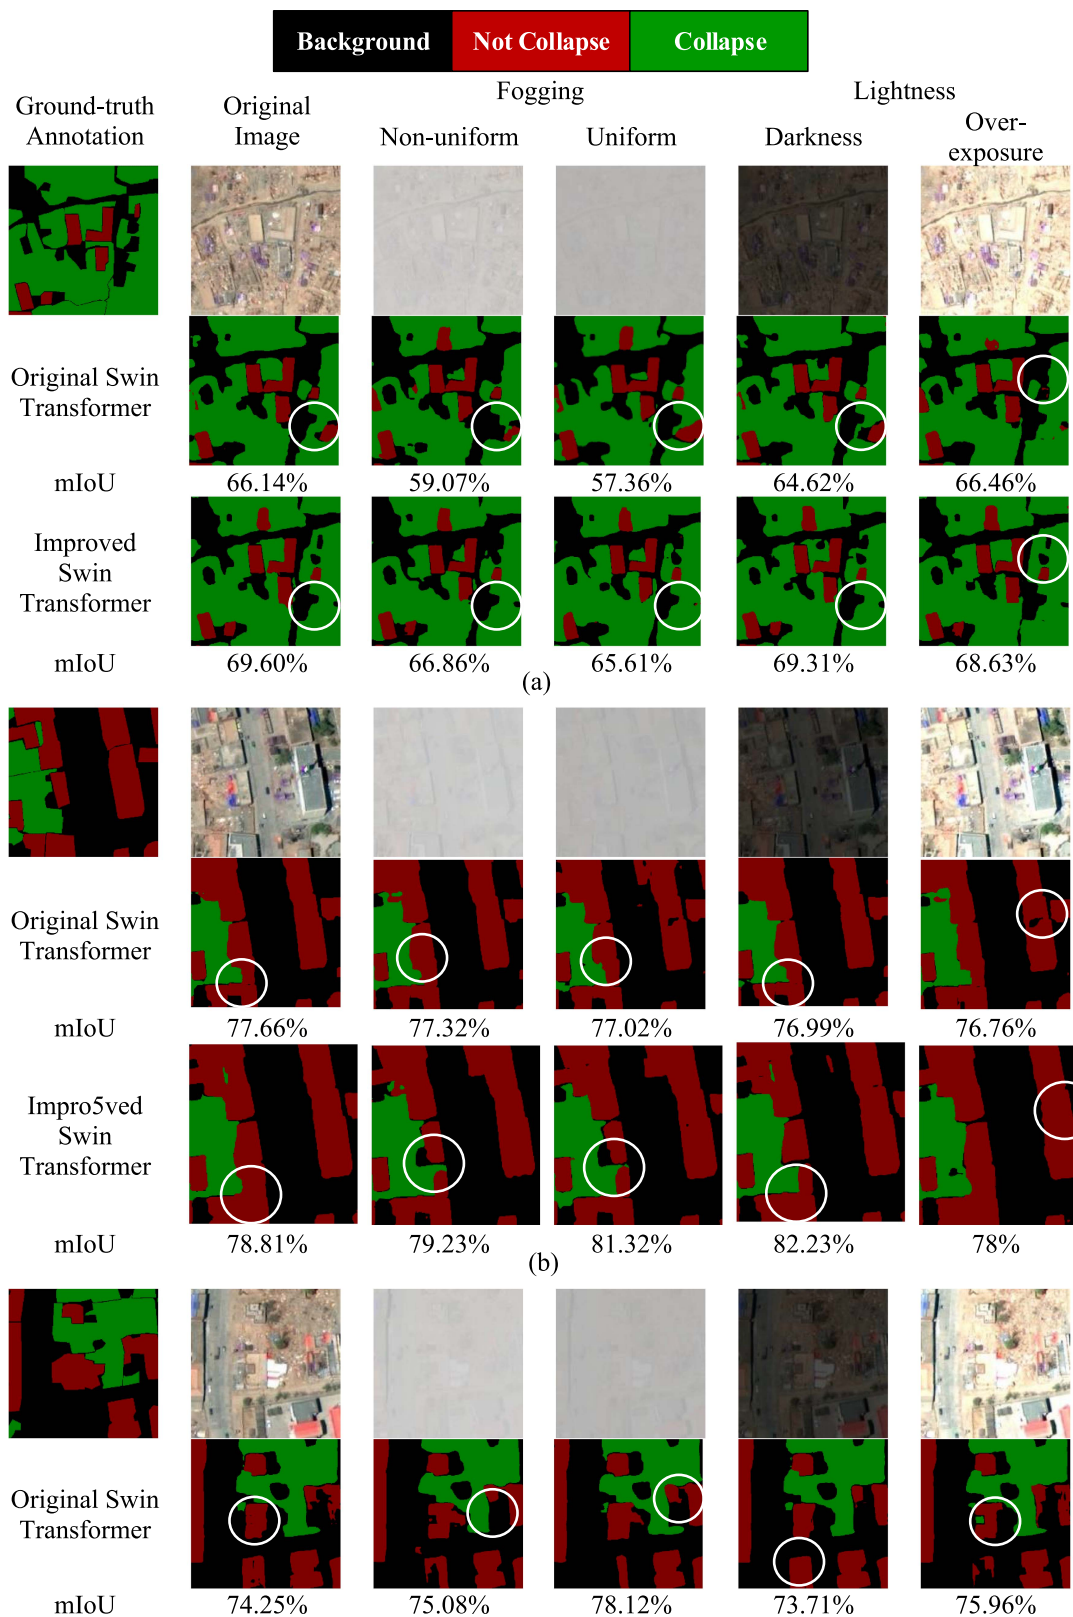 Background Not Collapse Collapse
Fogging Lightness
Ground-truth Annotation
Original Image
Non-uniform
Uniform
Darkness
Over-exposure
Original Swin Transformer
mIoU 66.14% 59.07% 57.36% 64.62% 66.46%
Improved Swin Transformer
mIoU 69.60% 66.86% 65.61% 69.31% 68.63%
(a)
Original Swin Transformer
mIoU 77.66% 77.32% 77.02% 76.99% 76.76%
Impro5ved Swin Transformer
mIoU 78.81% 79.23% 81.32% 82.23% 78%
(b)
Original Swin Transformer
mIoU 74.25% 75.08% 78.12% 73.71% 75.96%